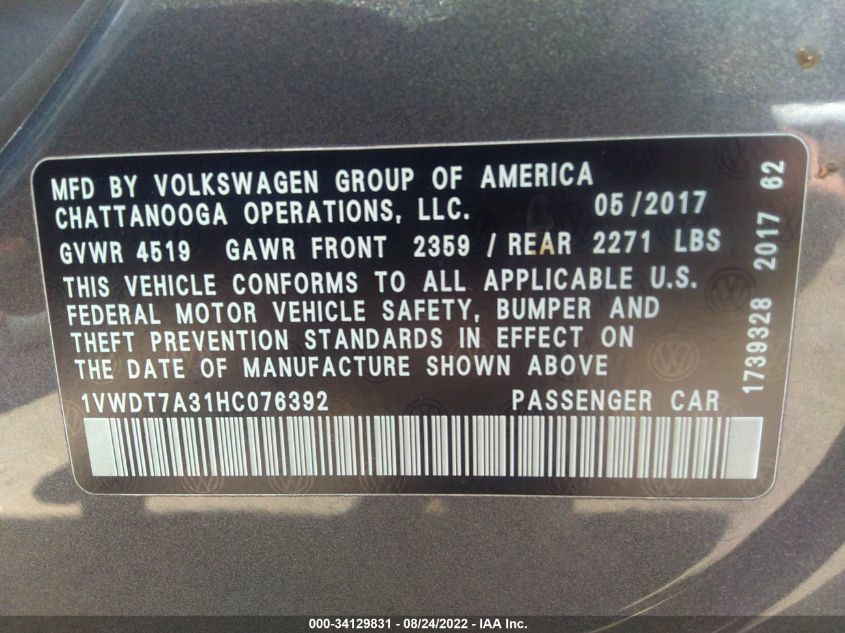 MFD BY VOLKSWAGEN GROUP OF AMERICA
CHATTANOOGA OPERATIONS, LLC. 05/2017
GVWR 4519 GAWR FRONT 2359 / REAR 2271 LBS
THIS VEHICLE CONFORMS TO ALL APPLICABLE U.S.
FEDERAL MOTOR VEHICLE SAFETY, BUMPER AND
THEFT PREVENTION STANDARDS IN EFFECT ON
THE DATE OF MANUFACTURE SHOWN ABOVE
1VWDT7A31HC076392 PASSENGER CAR
1739328 2017 62
000-34129831 - 08/24/2022 - IAA Inc.